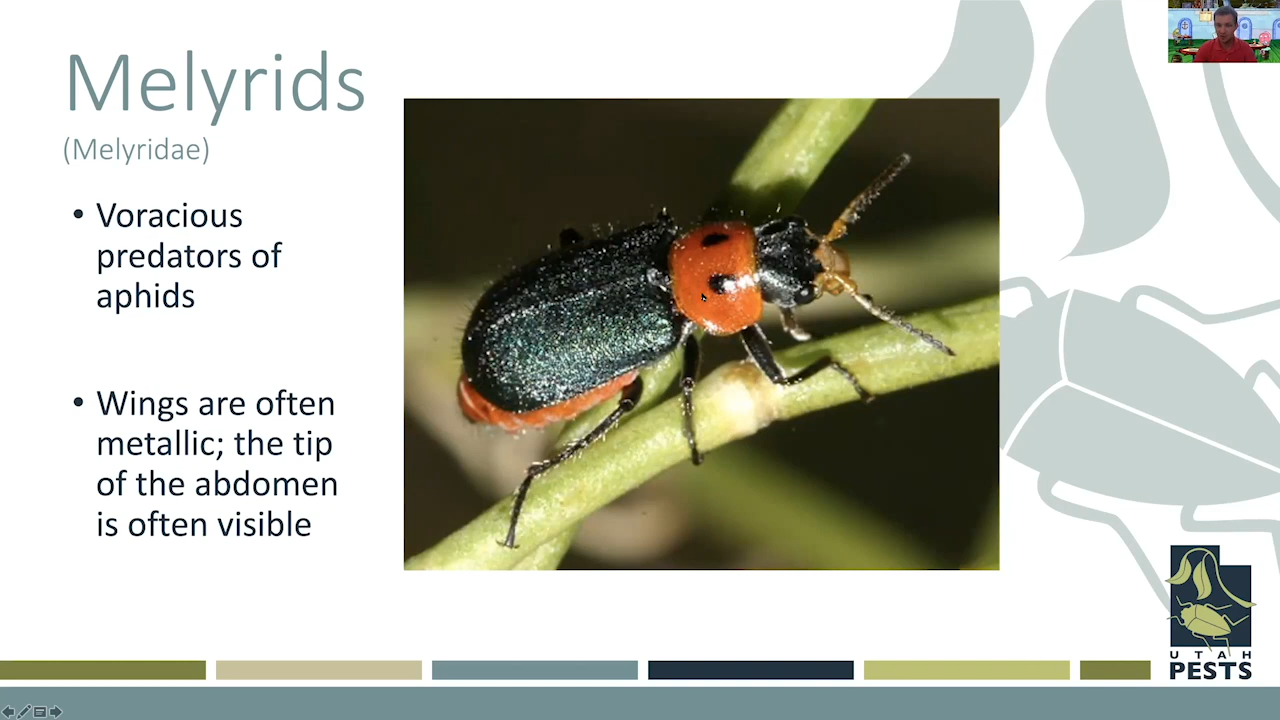 Melyrids
(Melyridae)
• Voracious
predators of
aphids
• Wings are often
metallic; the tip
of the abdomen
is often visible
UTAH
PESTS